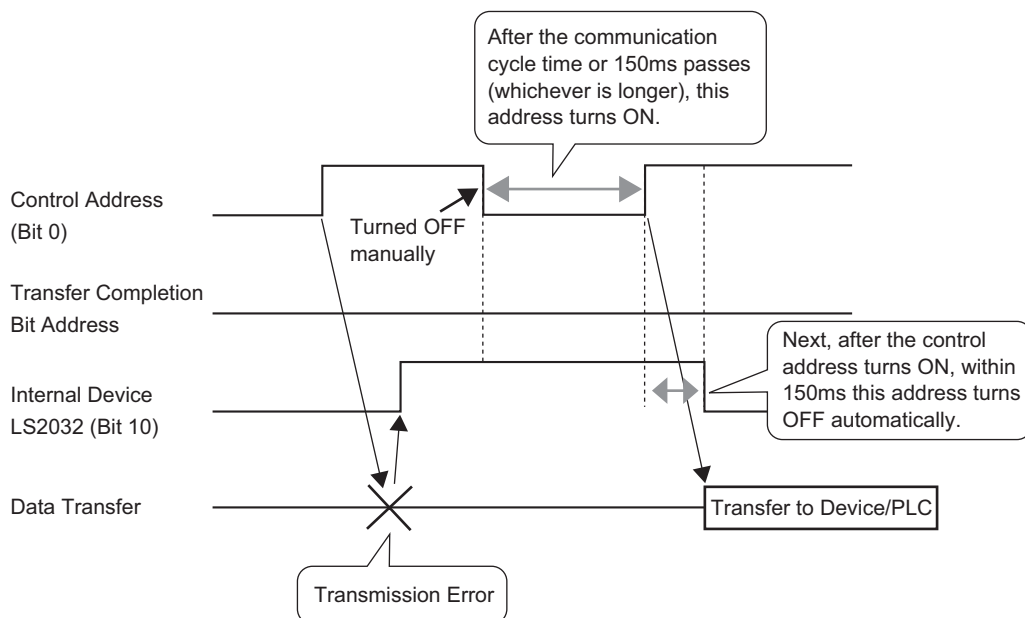 After the communication
cycle time or 150ms passes
(whichever is longer), this
address turns ON.
Control Address
(Bit 0)
Turned OFF
manually
Transfer Completion
Bit Address
Next, after the control
address turns ON, within
150ms this address turns
OFF automatically.
Internal Device
LS2032 (Bit 10)
Data Transfer
Transfer to Device/PLC
Transmission Error